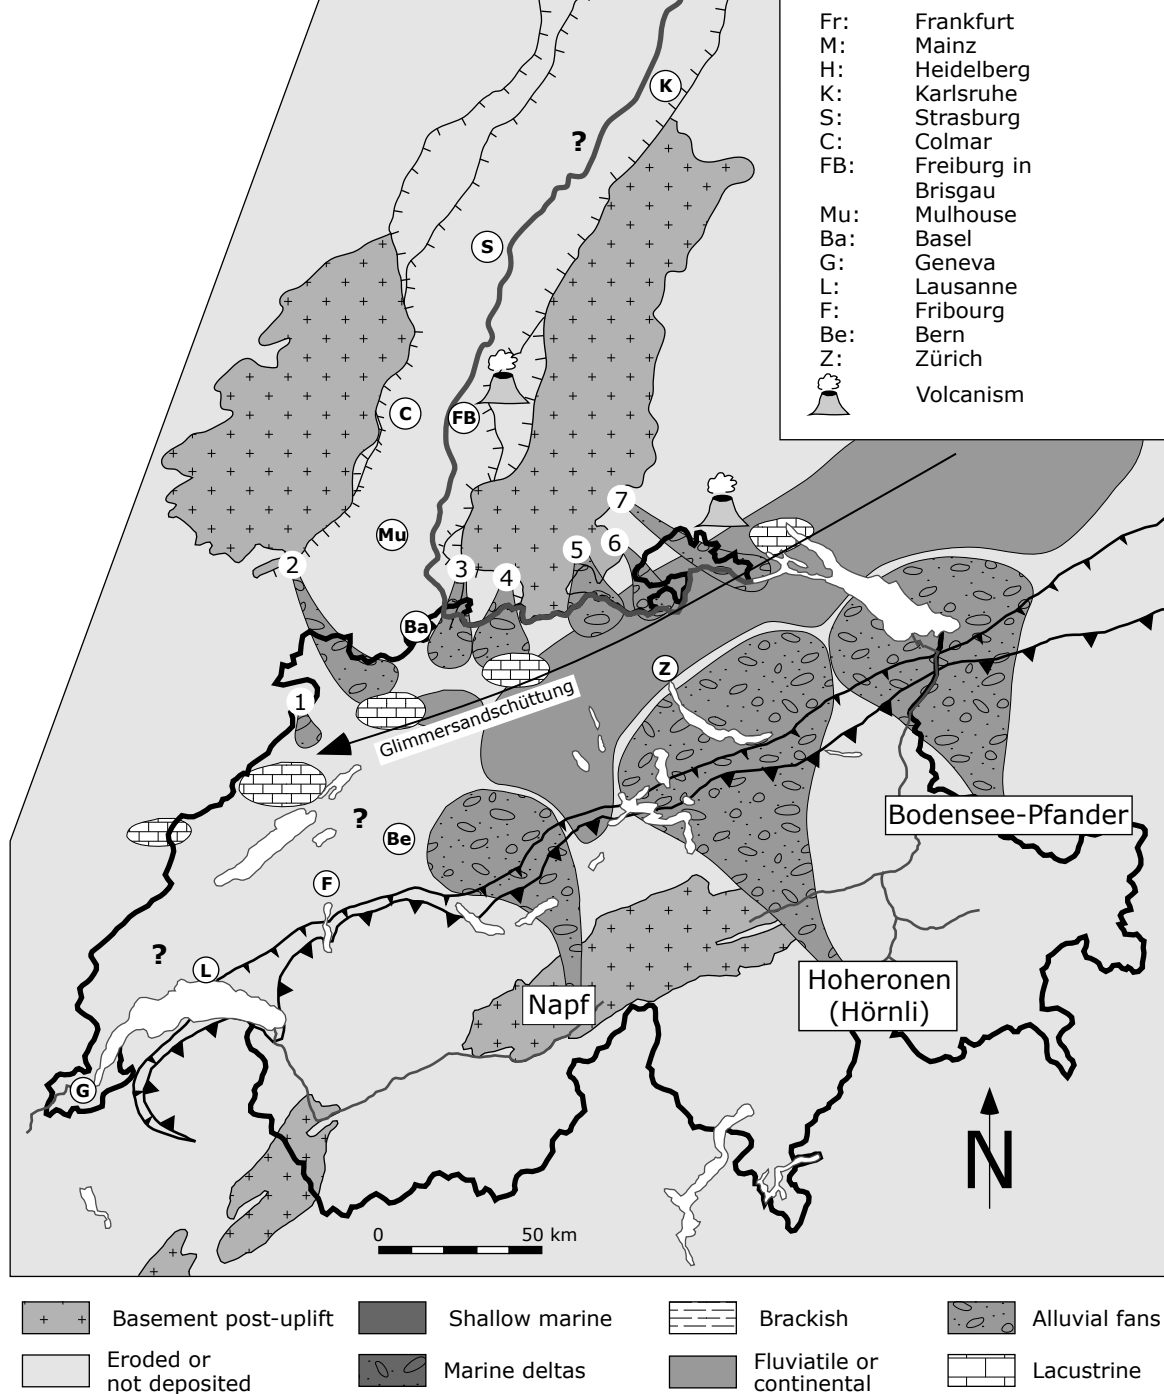 Fr: Frankfurt
M: Mainz
H: Heidelberg
K: Karlsruhe
S: Strasburg
C: Colmar
FB: Freiburg in
Brisgau
Mu: Mulhouse
Ba: Basel
G: Geneva
L: Lausanne
F: Fribourg
Be: Bern
Z: Zürich
Volcanism
K
?
S
C
FB
7
Mu
6
5
2
3
4
Ba
Z
1
Glimmersandschüttung
?
Be
Bodensee-Pfander
F
?
L
Hoheronen
(Hörnli)
Napf
G
N
0 50 km
Basement post-uplift
Shallow marine
Brackish
Alluvial fans
Eroded or
not deposited
Marine deltas
Fluviatile or
continental
Lacustrine